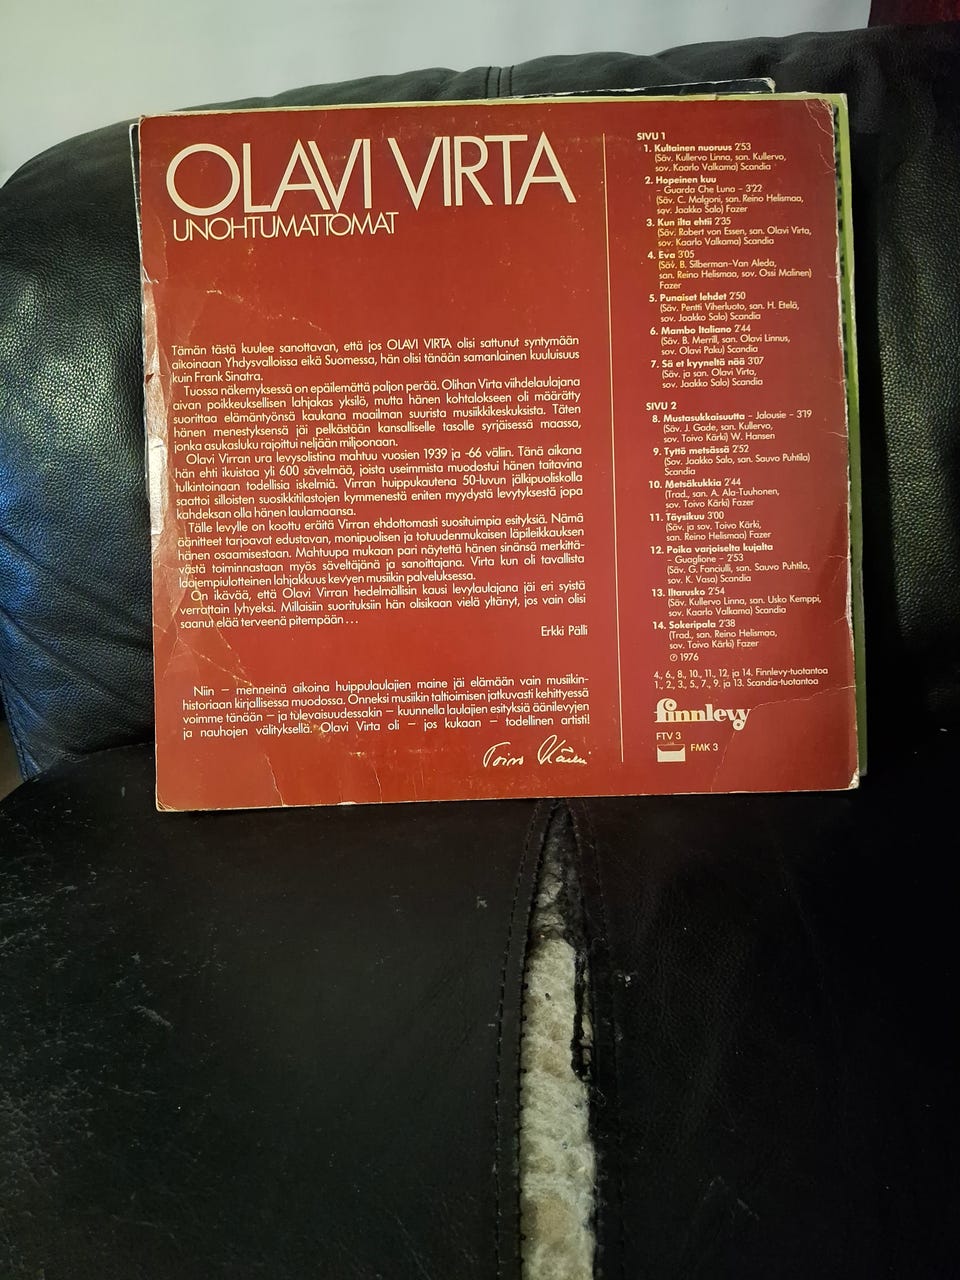 OLAVI VIRTA
UNOHTUMATTOMAT
Tämän tästä kuulee sanottavan, että jos OLAVI VIRTA olisi sattunut syntymään
aikoinaan Yhdysvalloissa eikä Suomessa, hän olisi tänään samanlainen kuuluisuus
kuin Frank Sinatra.
Tuossa näkemyksessä on epäilemättä paljon perää. Olihan Virta viihdelaulajana
aivan poikkeuksellisen lahjakas yksilö, mutta hänen kohtalokseen oli määrätty
suorittaa elämäntyönsä kaukana maailman suurista musiikkikeskuksista. Täten
hänen menestyksensä jäi pelkästään kansalliselle tasolle syrjäisessä maassa,
jonka asukasluku rajoittui neljään miljoonaan.
Olavi Virran ura levysolistina mahtuu vuosien 1939 ja -66 väliin. Tänä aikana
hän ehti ikuistaa yli 600 sävelmää, joista useimmista muodostui hänen taitavina
tulkintoinaan todellisia iskelmiä. Virran huippukautena 50-luvun jälkipuoliskolla
saattoi silloisten suosikkitilastojen kymmenestä eniten myydystä levytyksestä jopa
kahdeksan olla hänen laulamaansa.
Tälle levylle on koottu eräitä Virran ehdottomasti suosituimpia esityksiä. Nämä
äänitteet tarjoavat edustavan, monipuolisen ja totuudenmukaisen läpileikkauksen
hänen osaamisestaan. Mahtuupa mukaan pari näytettä hänen sinänsä merkittä-
västä toiminnastaan myös säveltäjänä ja sanoittajana. Virta kun oli tavallista
laajempiulotteinen lahjakkuus kevyen musiikin palveluksessa.
On ikävää, että Olavi Virran hedelmällisin kausi levylaulajana jäi eri syistä
verrattain lyhyeksi. Millaisiin suorituksiin hän olisikaan vielä yltänyt, jos vain olisi
saanut elää terveenä pitempään . . .
Erkki Pälli
Niin – menneinä aikoina huippulaulajien maine jäi elämään vain musiikin-
historiaan kirjallisessa muodossa. Onneksi musiikin taltioimisen jatkuvasti kehittyessä
voimme tänään – ja tulevaisuudessakin – kuunnella laulajien esityksiä äänilevyjen
ja nauhojen välityksellä. Olavi Virta oli – jos kukaan – todellinen artisti!
Toivo Kärki
SIVU 1
1. Kultainen nuoruus 2'53
(Säv. Kullervo Linna, san. Kullervo,
sov. Kaarlo Valkama) Scandia
2. Hopeinen kuu
– Guarda Che Luna – 3'22
(Säv. C. Malgoni, san. Reino Helismaa,
sov. Jaakko Salo) Fazer
3. Kun ilta ehtii 2'35
(Säv. Robert von Essen, san. Olavi Virta,
sov. Kaarlo Valkama) Scandia
4. Eva 3'05
(Säv. B. Silberman–Van Aleda,
san. Reino Helismaa, sov. Ossi Malinen)
Fazer
5. Punaiset lehdet 2'50
(Säv. Pentti Viherluoto, san. H. Etelä,
sov. Jaakko Salo) Scandia
6. Mambo Italiano 2'44
(Säv. B. Merrill, san. Olavi Linnus,
sov. Olavi Paku) Scandia
7. Sä et kyyneltä nää 3'07
(Säv. ja san. Olavi Virta,
sov. Jaakko Salo) Scandia
SIVU 2
8. Mustasukkaisuutta – Jalousie – 3'19
(Säv. J. Gade, san. Kullervo,
sov. Toivo Kärki) W. Hansen
9. Tyttö metsässä 2'52
(Sov. Jaakko Salo, san. Sauvo Puhtila)
Scandia
10. Metsäkukkia 2'44
(Trad., san. A. Ala-Tuuhonen,
sov. Toivo Kärki) Fazer
11. Täysikuu 3'00
(Säv. ja sov. Toivo Kärki,
san. Reino Helismaa) Fazer
12. Poika varjoiselta kujalta
– Guaglione – 2'53
(Säv. G. Fanciulli, san. Sauvo Puhtila,
sov. K. Vasa) Scandia
13. Iltarusko 2'54
(Säv. Kullervo Linna, san. Usko Kemppi,
sov. Kaarlo Valkama) Scandia
14. Sokeripala 2'38
(Trad., san. Reino Helismaa,
sov. Toivo Kärki) Fazer
℗ 1976
4., 6., 8., 10., 11., 12, ja 14. Finnlevy-tuotantoa
1., 2., 3., 5., 7., 9. ja 13. Scandia-tuotantoa
finnlevy
FTV 3
FMK 3